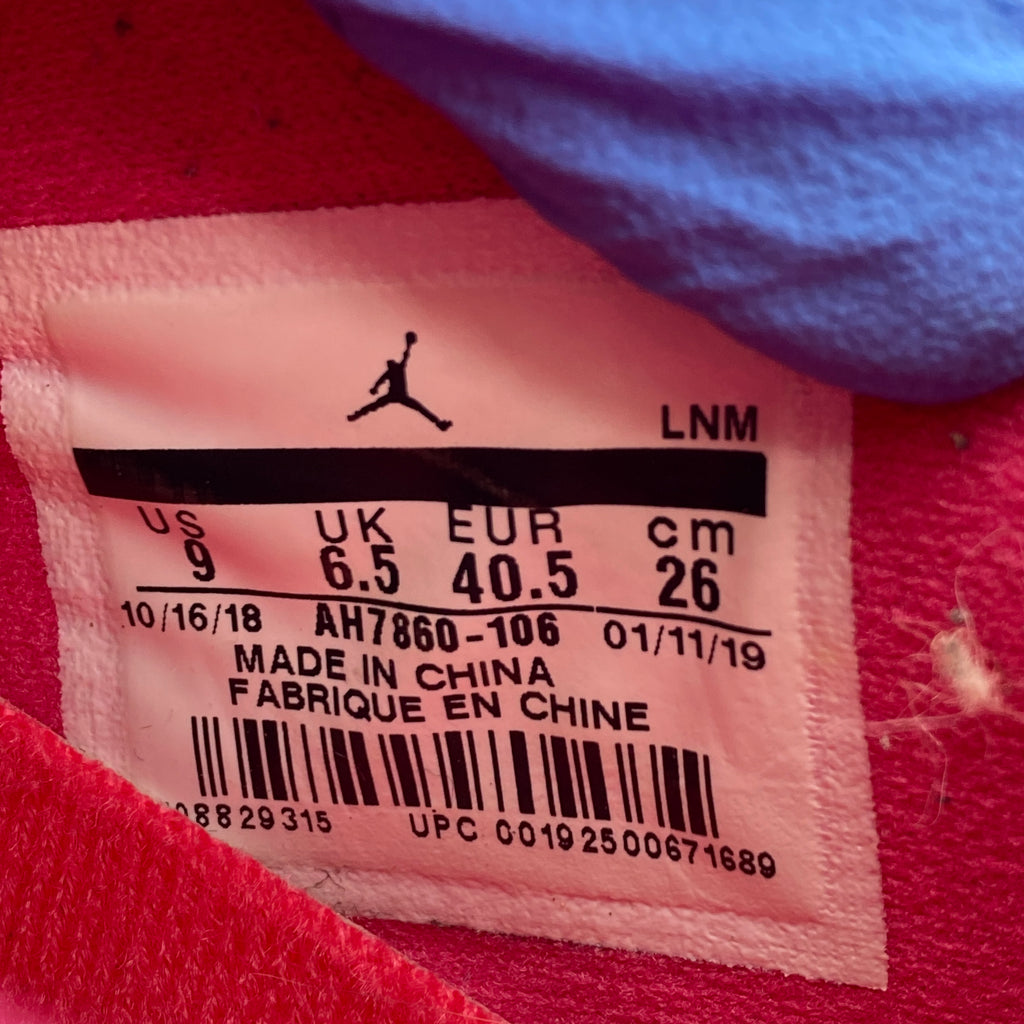 LNM
US UK EUR cm
9 6.5 40.5 26
10/16/18 AH7860-106 01/11/19
MADE IN CHINA
FABRIQUE EN CHINE
8829315 UPC 00192500671689